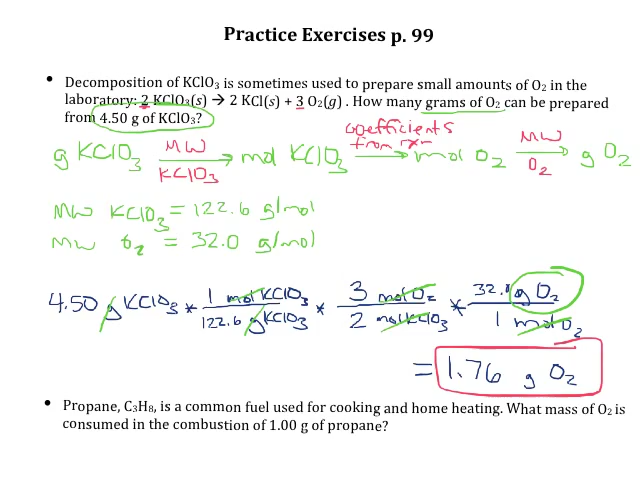 Practice Exercises p. 99
• Decomposition of KClO₃ is sometimes used to prepare small amounts of O₂ in the
laboratory: 2 KClO₃(s) → 2 KCl(s) + 3 O₂(g) . How many grams of O₂ can be prepared
from 4.50 g of KClO₃?
coefficients
from rxn
g KClO₃ MW KClO₃ → mol KClO₃ → mol O₂ MW O₂ → g O₂
MW KClO₃ = 122.6 g/mol
MW O₂ = 32.0 g/mol
4.50 g KClO₃ * 1 mol KClO₃ / 122.6 g KClO₃ * 3 mol O₂ / 2 mol KClO₃ * 32.0 g O₂ / 1 mol O₂
= 1.76 g O₂
• Propane, C₃H₈, is a common fuel used for cooking and home heating. What mass of O₂ is
consumed in the combustion of 1.00 g of propane?